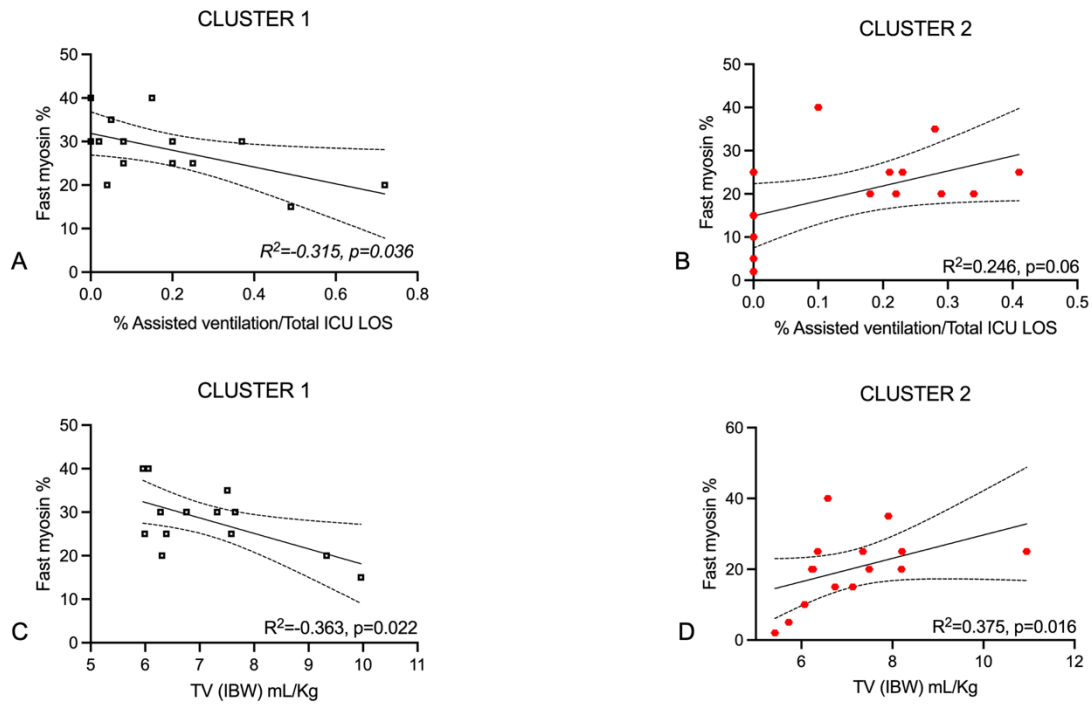 CLUSTER 1
50
40
30
20
10
0
Fast myosin %
A
R²=-0.315, p=0.036
0.0 0.2 0.4 0.6 0.8
% Assisted ventilation/Total ICU LOS
CLUSTER 2
50
40
30
20
10
0
Fast myosin %
B
R²=0.246, p=0.06
0.0 0.1 0.2 0.3 0.4 0.5
% Assisted ventilation/Total ICU LOS
CLUSTER 1
50
40
30
20
10
0
Fast myosin %
C
R²=-0.363, p=0.022
5 6 7 8 9 10 11
TV (IBW) mL/Kg
CLUSTER 2
60
40
20
0
Fast myosin %
D
R²=0.375, p=0.016
6 8 10 12
TV (IBW) mL/Kg